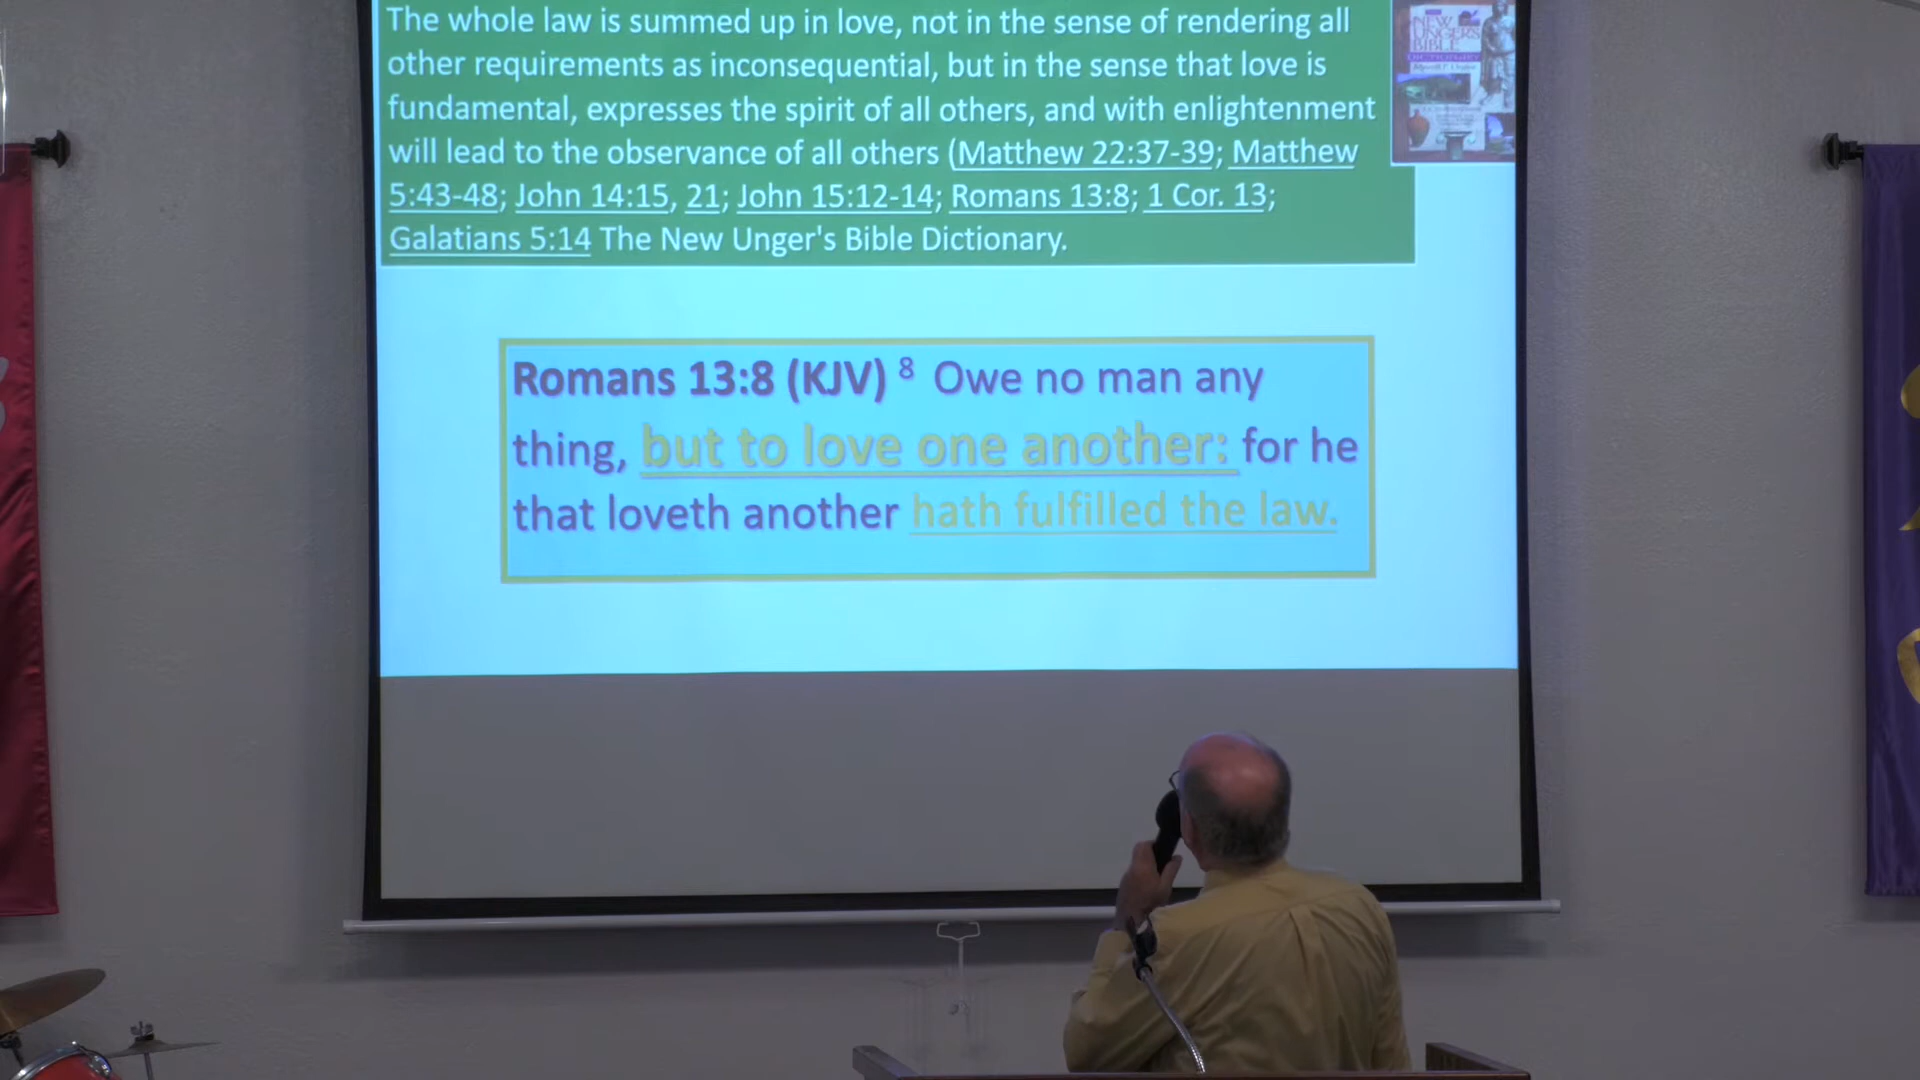 The whole law is summed up in love, not in the sense of rendering all
other requirements as inconsequential, but in the sense that love is
fundamental, expresses the spirit of all others, and with enlightenment
will lead to the observance of all others (Matthew 22:37-39; Matthew
5:43-48; John 14:15, 21; John 15:12-14; Romans 13:8; 1 Cor. 13;
Galatians 5:14 The New Unger's Bible Dictionary.
NEW
UNGER'S
BIBLE
DICTIONARY
Romans 13:8 (KJV) 8 Owe no man any
thing, but to love one another: for he
that loveth another hath fulfilled the law.